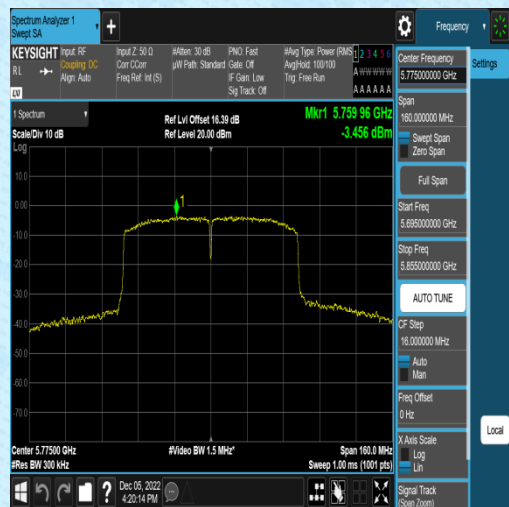 Spectrum Analyzer 1
Swept SA
+
Frequency
KEYSIGHT
RL
LXI
Input: RF
Coupling: DC
Align: Auto
Input Z: 50 Ω
Corr CCorr
Freq Ref: Int (S)
#Atten: 30 dB
µW Path: Standard
PNO: Fast
Gate: Off
IF Gain: Low
Sig Track: Off
#Avg Type: Power (RMS
Avg|Hold: 100/100
Trig: Free Run
1 2 3 4 5 6
A W W W W W
A A A A A A
1 Spectrum
Scale/Div 10 dB
Log
Ref Lvl Offset 16.39 dB
Ref Level 20.00 dBm
Mkr1 5.759 96 GHz
-3.456 dBm
1
10.0
0.00
-10.0
-20.0
-30.0
-40.0
-50.0
-60.0
-70.0
Center 5.77500 GHz
#Res BW 300 kHz
#Video BW 1.5 MHz*
Span 160.0 MHz
Sweep 1.00 ms (1001 pts)
Center Frequency
5.775000000 GHz
Span
160.000000 MHz
Swept Span
Zero Span
Full Span
Start Freq
5.695000000 GHz
Stop Freq
5.855000000 GHz
AUTO TUNE
CF Step
16.000000 MHz
Auto
Man
Freq Offset
0 Hz
X Axis Scale
Log
Lin
Signal Track
(Span Zoom)
Settings
Local
?
Dec 05, 2022
4:20:14 PM